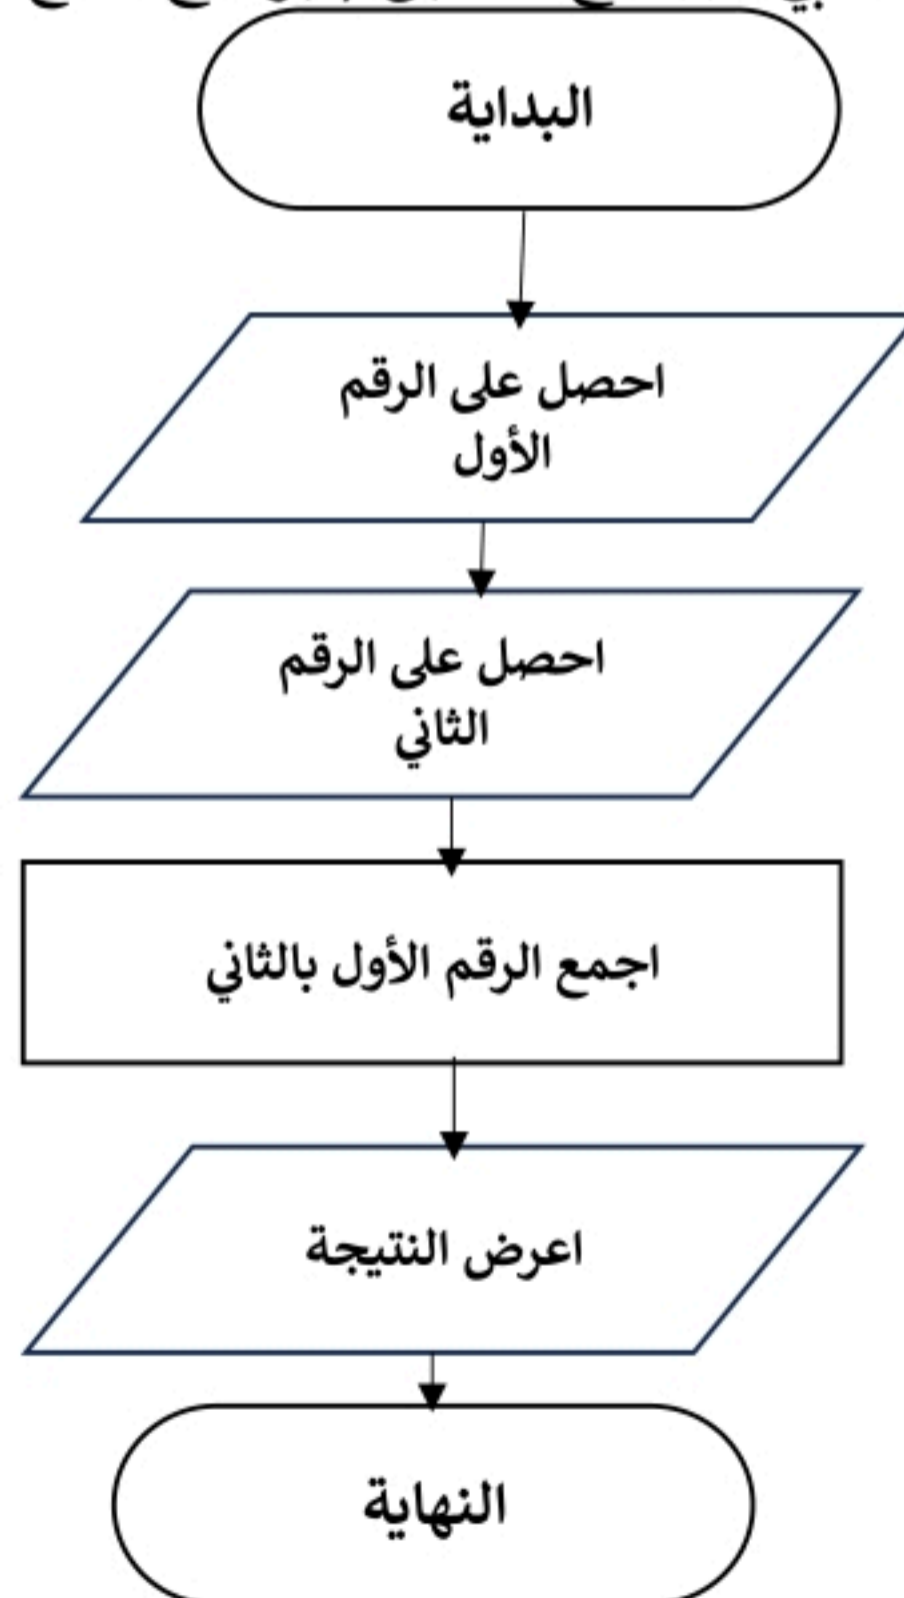 البداية
احصل على الرقم
الأول
احصل على الرقم
الثاني
اجمع الرقم الأول بالثاني
اعرض النتيجة
النهاية